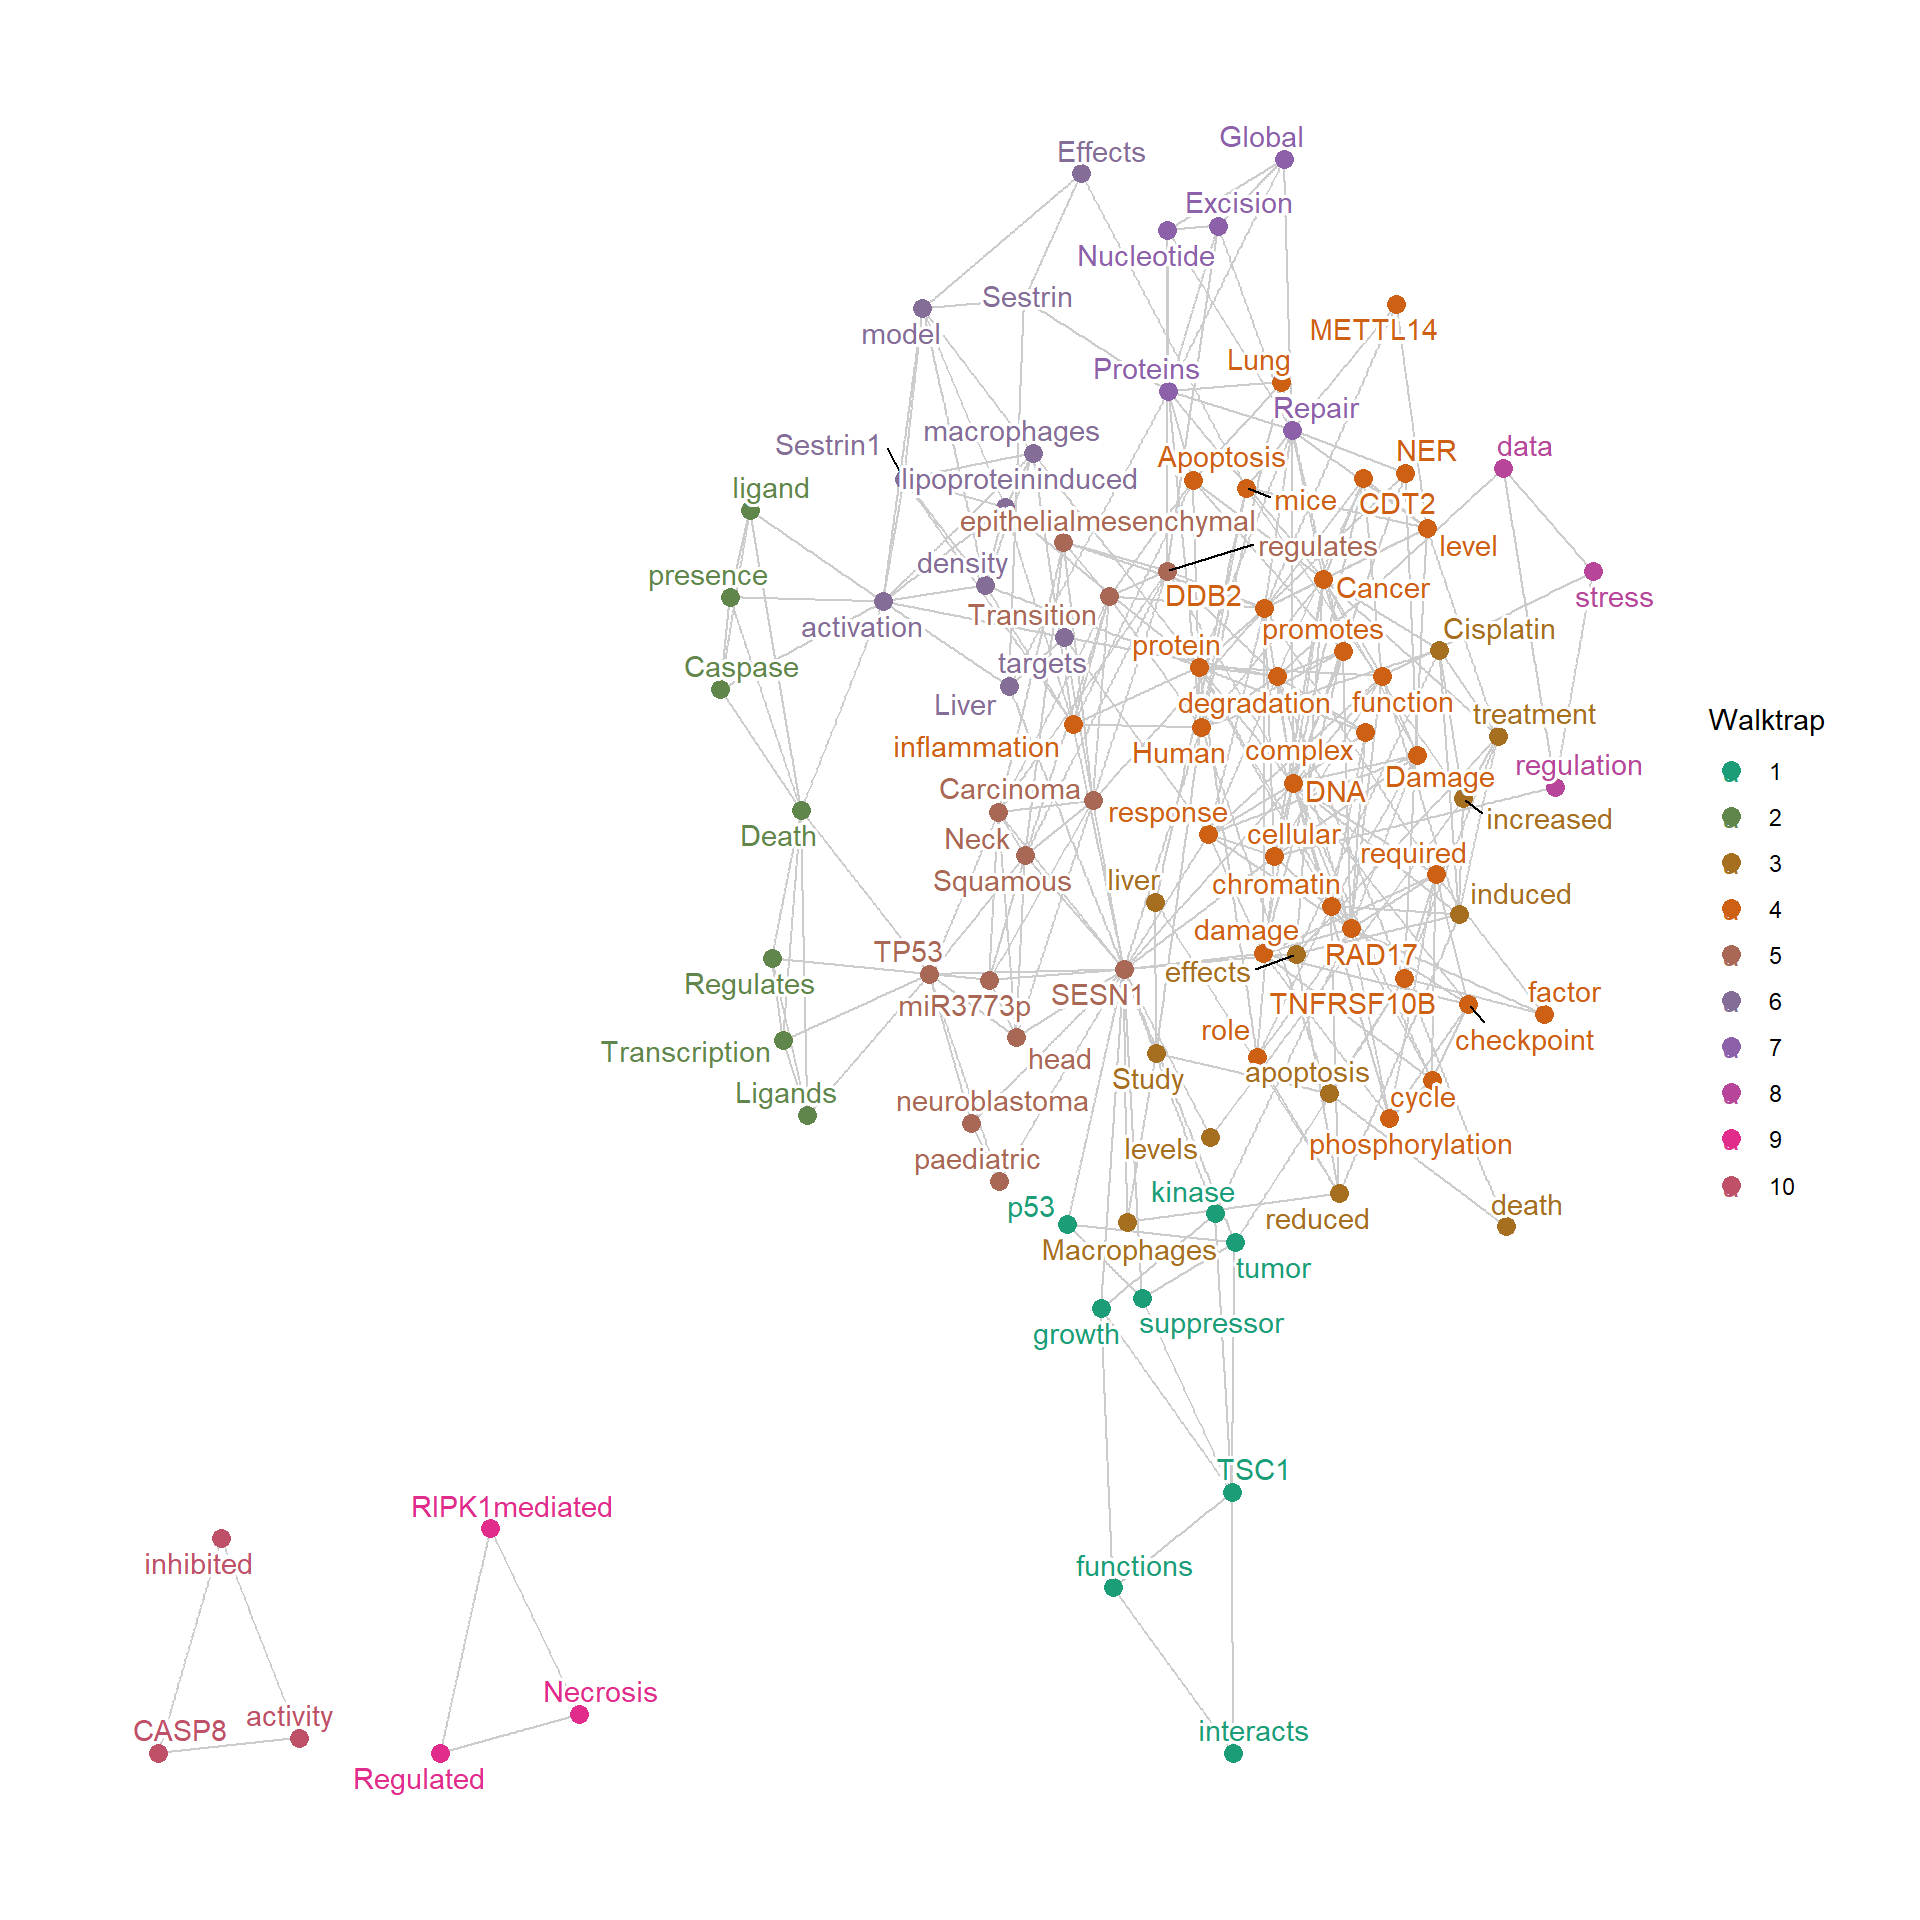 Global
Effects
Excision
Nucleotide
Sestrin
model
METTL14
Lung
Proteins
Repair
macrophages
Sestrin1
data
NER
Apoptosis
lipoproteininduced
ligand
mice
CDT2
epithelialmesenchymal
regulates
level
density
presence
Cancer
DDB2
stress
Transition
activation
promotes
Cisplatin
protein
targets
Caspase
Liver
degradation
function
treatment
inflammation
Human
complex
regulation
Damage
Carcinoma
DNA
response
increased
Death
Neck
cellular
required
Squamous
liver
chromatin
induced
damage
TP53
RAD17
effects
Regulates
SESN1
miR3773p
TNFRSF10B
factor
role
checkpoint
Transcription
head
apoptosis
Study
Ligands
neuroblastoma
cycle
levels
phosphorylation
paediatric
kinase
p53
death
reduced
Macrophages
tumor
suppressor
growth
TSC1
functions
interacts
RIPK1mediated
inhibited
Necrosis
activity
CASP8
Regulated
Walktrap
1
2
3
4
5
6
7
8
9
10